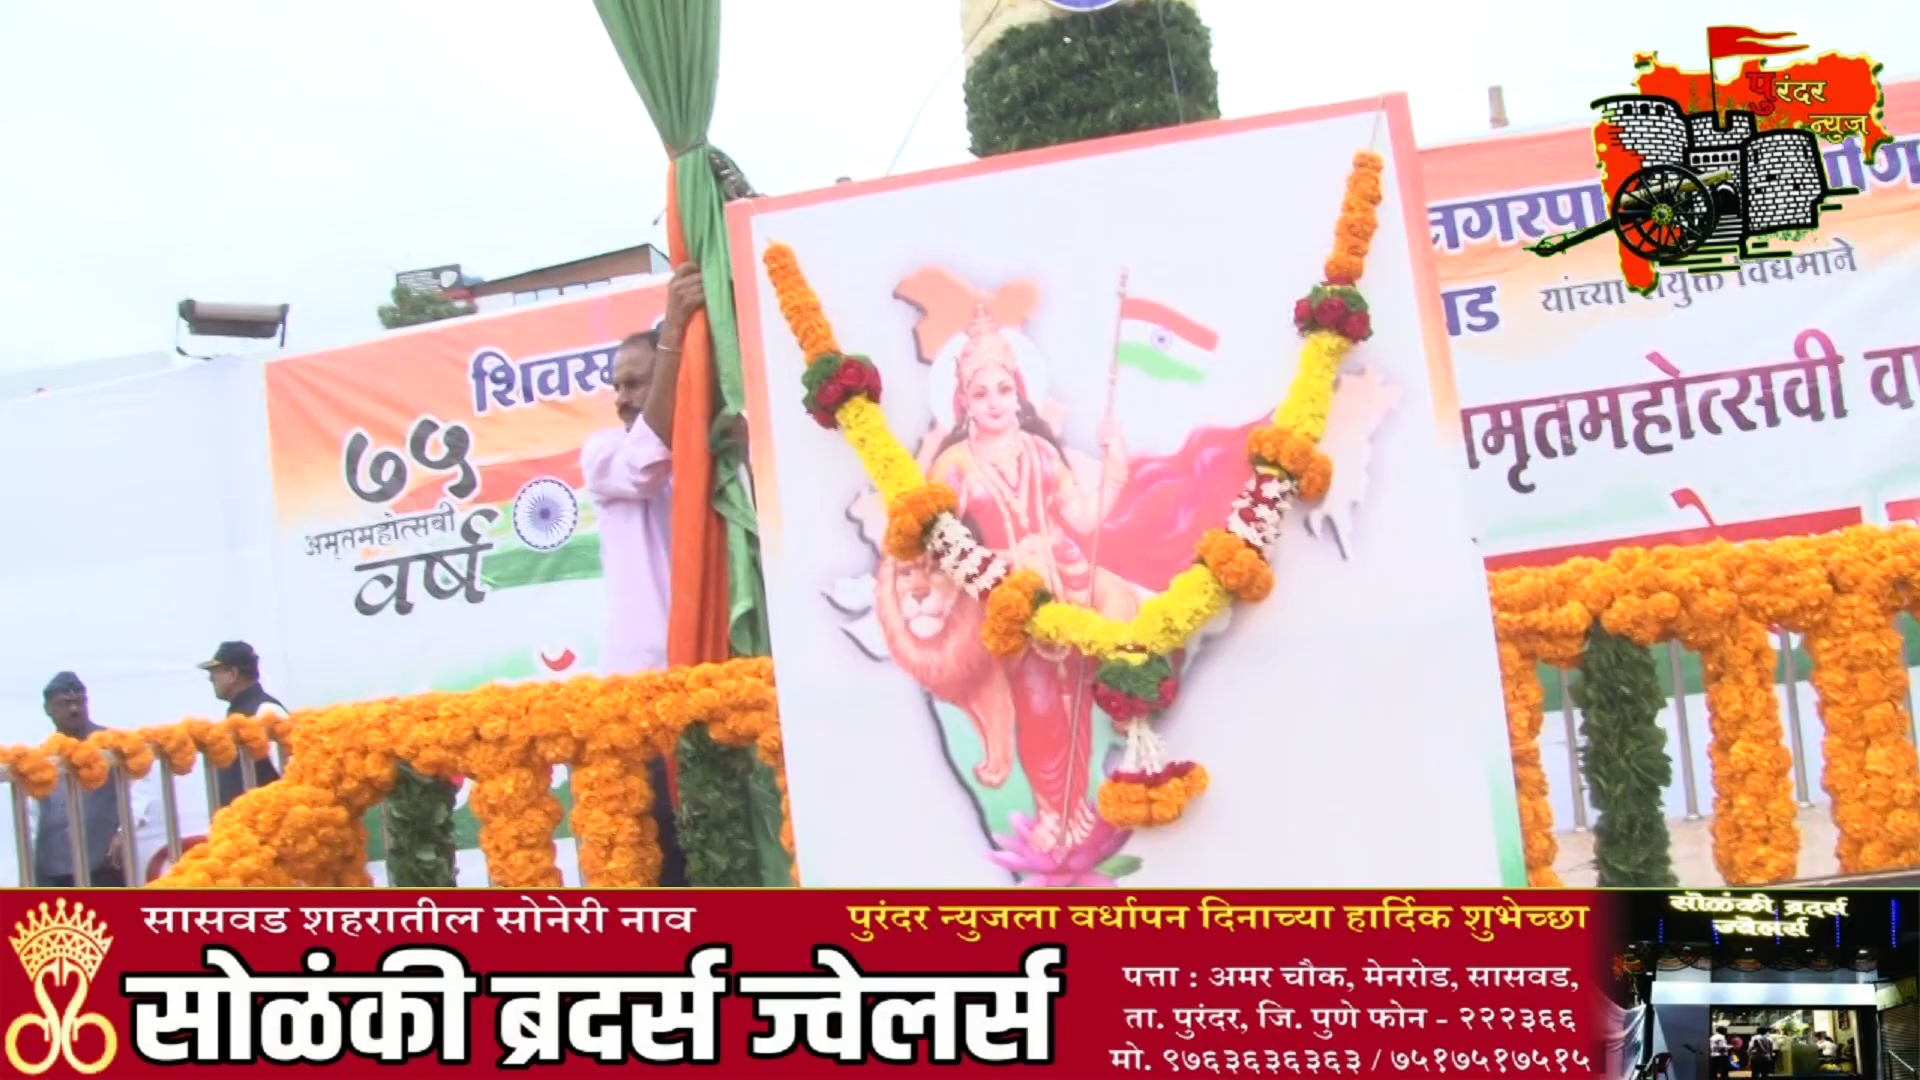 पुरंदर
न्यूज
शिवस्
७५
अमृतमहोत्सवी
वर्ष
नगरपा
यांच्या संयुक्त विद्यमाने
मृतमहोत्सवी
सासवड शहरातील सोनेरी नाव
सोळंकी ब्रदर्स ज्वेलर्स
पुरंदर न्युजला वर्धापन दिनाच्या हार्दिक शुभेच्छा
पत्ता : अमर चौक, मेनरोड, सासवड,
ता. पुरंदर, जि. पुणे फोन - २२२३६६
मो. ९७६३६३६३६३ / ७५१७५१७५१५
सोळंकी ब्रदर्स
ज्वेलर्स